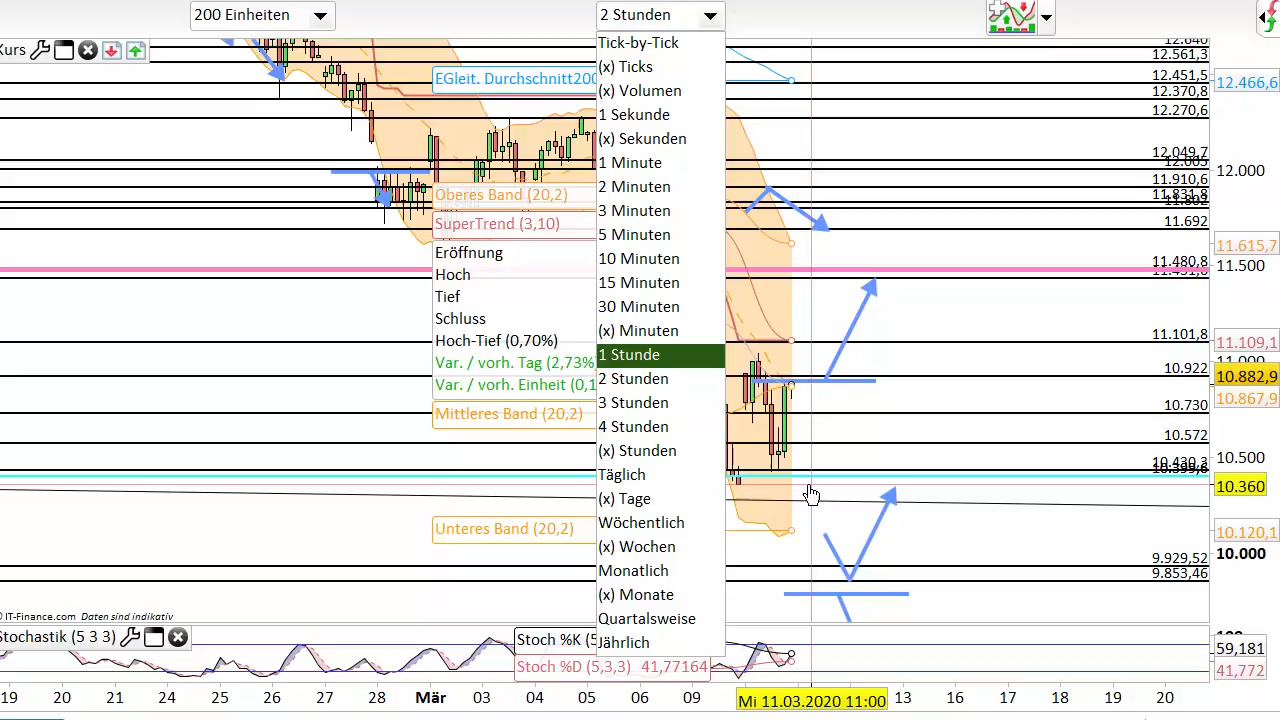 200 Einheiten
2 Stunden
Kurs
EGleit. Durchschnitt200
Oberes Band (20,2)
SuperTrend (3,10)
Eröffnung
Hoch
Tief
Schluss
Hoch-Tief (0,70%)
Var. / vorh. Tag (2,73%
Var. / vorh. Einheit (0,1
Mittleres Band (20,2)
Unteres Band (20,2)
Tick-by-Tick
(x) Ticks
(x) Volumen
1 Sekunde
(x) Sekunden
1 Minute
2 Minuten
3 Minuten
5 Minuten
10 Minuten
15 Minuten
30 Minuten
(x) Minuten
1 Stunde
2 Stunden
3 Stunden
4 Stunden
(x) Stunden
Täglich
(x) Tage
Wöchentlich
(x) Wochen
Monatlich
(x) Monate
Quartalsweise
Jährlich
12.561,3
12.451,5
12.370,8
12.270,6
12.049,7
11.910,6
11.692
11.480,8
11.101,8
10.922
10.730
10.572
10.430,3
9.929,52
9.853,46
12.466,6
12.000
11.615,7
11.500
11.109,1
11.000
10.882,9
10.867,9
10.500
10.360
10.120,1
10.000
© IT-Finance.com Daten sind indikativ
Stochastik (5 3 3)
Stoch %K (5
Stoch %D (5,3,3) 41,77164
59,181
41,772
19 20 21 24 25 26 27 28 Mär 03 04 05 06 09 Mi 11.03.2020 11:00 13 16 17 18 19 20